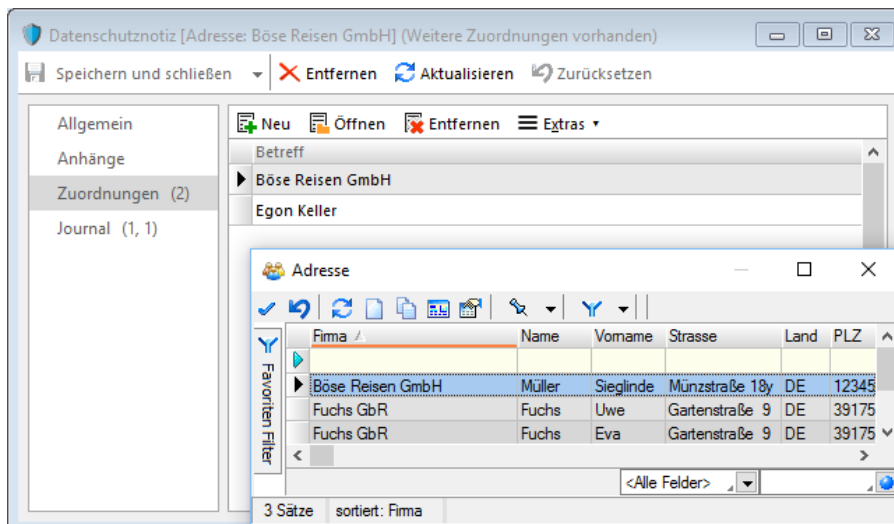 Datenschutznotiz [Adresse: Böse Reisen GmbH] (Weitere Zuordnungen vorhanden)
Speichern und schließen Entfernen Aktualisieren Zurücksetzen
Allgemein
Anhänge
Zuordnungen (2)
Journal (1, 1)
Neu Öffnen Entfernen Extras
Betreff
Böse Reisen GmbH
Egon Keller
Adresse
Favoriten Filter
Firma Name Vorname Strasse Land PLZ
Böse Reisen GmbH Müller Sieglinde Münzstraße 18y DE 12345
Fuchs GbR Fuchs Uwe Gartenstraße 9 DE 39175
Fuchs GbR Fuchs Eva Gartenstraße 9 DE 39175
<Alle Felder>
3 Sätze sortiert: Firma